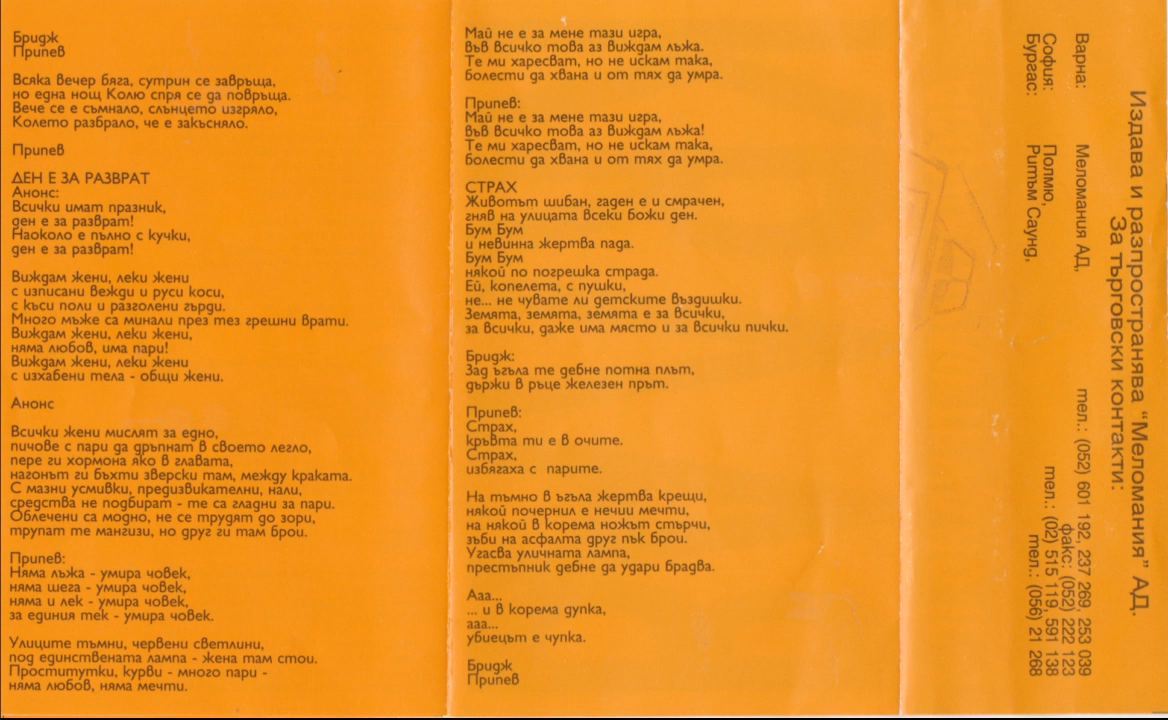 Бридж
Припев
Всяка вечер бяга, сутрин се завръща,
но една нощ Колю спря се да повръща.
Вече се е съмнало, слънцето изгряло,
Колето разбрало, че е закъсняло.
Припев
ДЕН Е ЗА РАЗВРАТ
Анонс:
Всички имат празник,
ден е за разврат!
Наоколо е пълно с кучки,
ден е за разврат!
Виждам жени, леки жени
с изписани вежди и руси коси,
с къси поли и разголени гърди.
Много мъже са минали през тез грешни врати.
Виждам жени, леки жени,
няма любов, има пари!
Виждам жени, леки жени
с изхабени тела - общи жени.
Анонс
Всички жени мислят за едно,
пичове с пари да дръпнат в своето легло,
пере ги хормона яко в главата,
нагонът ги бъхти зверски там, между краката.
С мазни усмивки, предизвикателни, нали,
средства не подбират - те са гладни за пари.
Облечени са модно, не се трудят до зори,
трупат те мангизи, но друг ги там брои.
Припев:
Няма лъжа - умира човек,
няма шега - умира човек,
няма и лек - умира човек,
за единия тек - умира човек.
Улиците тъмни, червени светлини,
под единствената лампа - жена там стои.
Проститутки, курви - много пари -
няма любов, няма мечти.
Май не е за мене тази игра,
във всичко това аз виждам лъжа.
Те ми харесват, но не искам така,
болести да хвана и от тях да умра.
Припев:
Май не е за мене тази игра,
във всичко това аз виждам лъжа!
Те ми харесват, но не искам така,
болести да хвана и от тях да умра.
СТРАХ
Животът шибан, гаден е и смрачен,
гняв на улицата всеки божи ден.
Бум Бум
и невинна жертва пада.
Бум Бум
някой по погрешка страда.
Ей, копелета, с пушки,
не... не чувате ли детските въздишки.
Земята, земята, земята е за всички,
за всички, даже има място и за всички пички.
Бридж:
Зад ъгъла те дебне потна плът,
държи в ръце железен прът.
Припев:
Страх,
кръвта ти е в очите.
Страх,
избягаха с парите.
На тъмно в ъгъла жертва крещи,
някой почернил е нечии мечти,
на някой в корема ножът стърчи,
зъби на асфалта друг пък брои.
Угасва уличната лампа,
престъпник дебне да удари брадва.
Ааа...
... и в корема дупка,
ааа...
убиецът е чупка.
Бридж
Припев
Издава и разпространява "Меломания" АД.
За търговски контакти:
Варна: Меломания АД, тел.: (052) 601 192, 237 269, 253 039
факс: (052) 222 123
София: Полмю, тел.: (02) 515 119, 591 138
Бургас: Ритъм Саунд, тел.: (056) 21 268